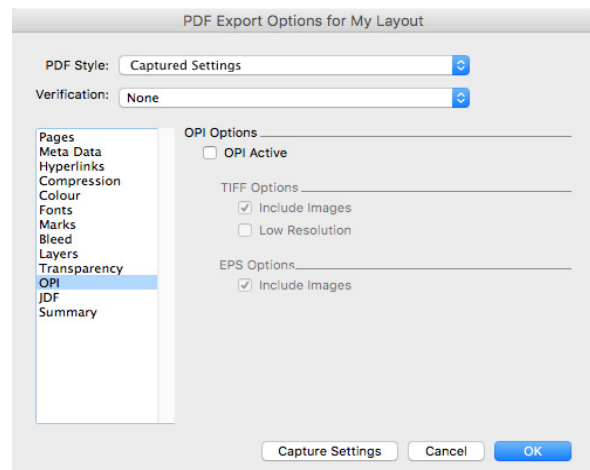 PDF Export Options for My Layout
PDF Style: Captured Settings
Verification: None
Pages
Meta Data
Hyperlinks
Compression
Colour
Fonts
Marks
Bleed
Layers
Transparency
OPI
JDF
Summary
OPI Options
OPI Active
TIFF Options
Include Images
Low Resolution
EPS Options
Include Images
Capture Settings Cancel OK